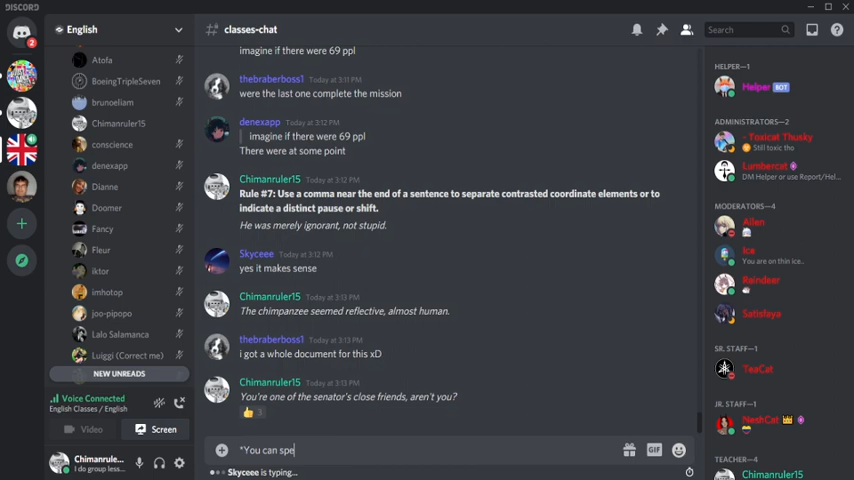 DISCORD
2
English
classes-chat
Search
Atofa
BoeingTripleSeven
brunoeliam
Chimanruler15
conscience
denexapp
Dianne
Doomer
Fancy
Fleur
iktor
imhotop
joo-pipopo
Lalo Salamanca
Luiggi (Correct me)
NEW UNREADS
Voice Connected
English Classes / English
Video
Screen
Chimanrule...
I do group less...
imagine if there were 69 ppl
thebraberboss1 Today at 3:11 PM
were the last one complete the mission
denexapp Today at 3:12 PM
imagine if there were 69 ppl
There were at some point
Chimanruler15 Today at 3:12 PM
Rule #7: Use a comma near the end of a sentence to separate contrasted coordinate elements or to
indicate a distinct pause or shift.
He was merely ignorant, not stupid.
Skyceee Today at 3:12 PM
yes it makes sense
Chimanruler15 Today at 3:13 PM
The chimpanzee seemed reflective, almost human.
thebraberboss1 Today at 3:13 PM
i got a whole document for this xD
Chimanruler15 Today at 3:13 PM
You're one of the senator's close friends, aren't you?
3
*You can spe
GIF
Skyceee is typing...
HELPER—1
Helper BOT
ADMINISTRATORS—2
Toxicat Thusky
Still toxic tho
Lumbercat
DM Helper or use Report/Hel...
MODERATORS—4
Allen
Ice
You are on thin ice..
Raindeer
Satisfaya
SR. STAFF—1
TeaCat
JR. STAFF—1
NeshCat
TEACHER—4
Chimanruler15